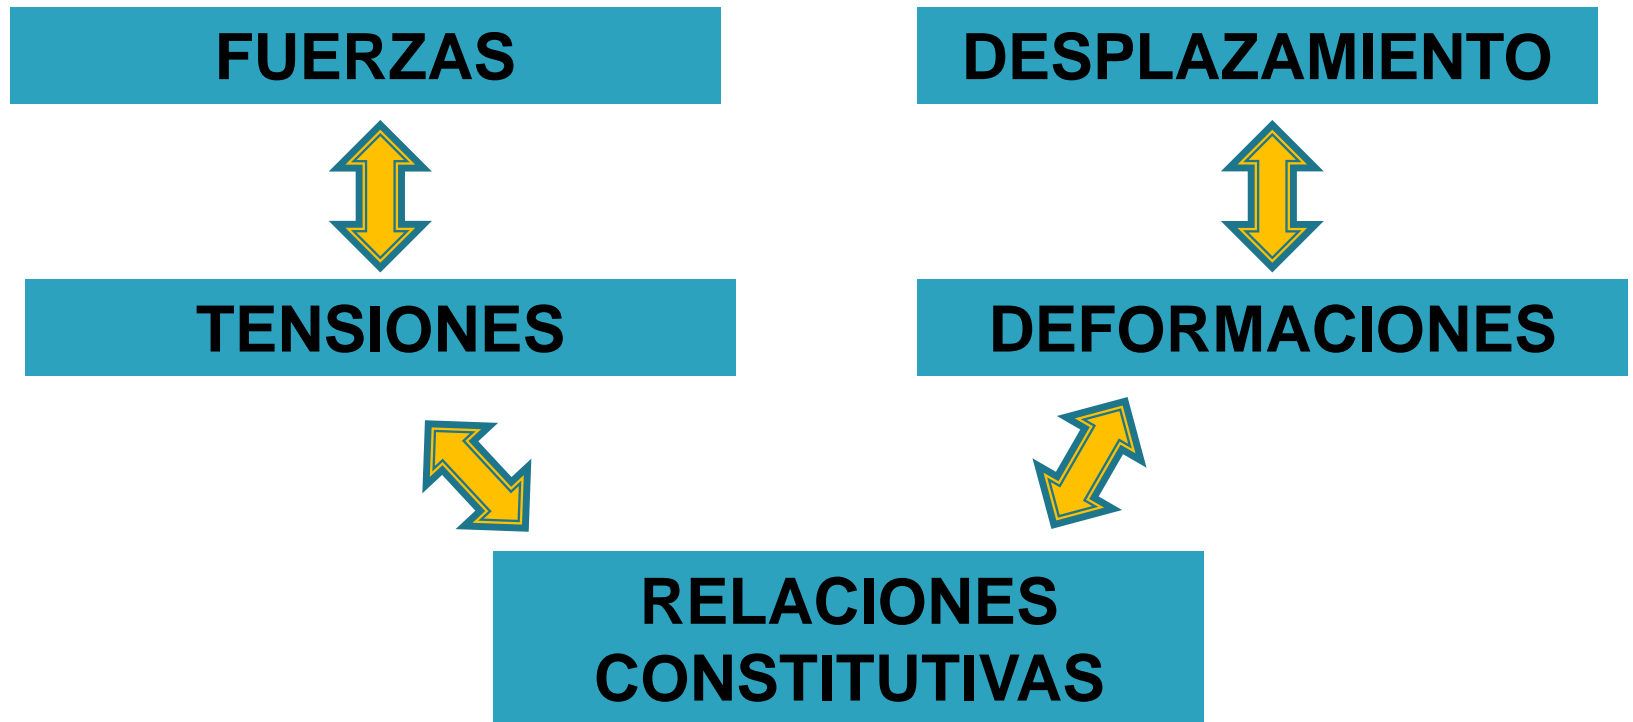 FUERZAS
DESPLAZAMIENTO
TENSIONES
DEFORMACIONES
RELACIONES
CONSTITUTIVAS